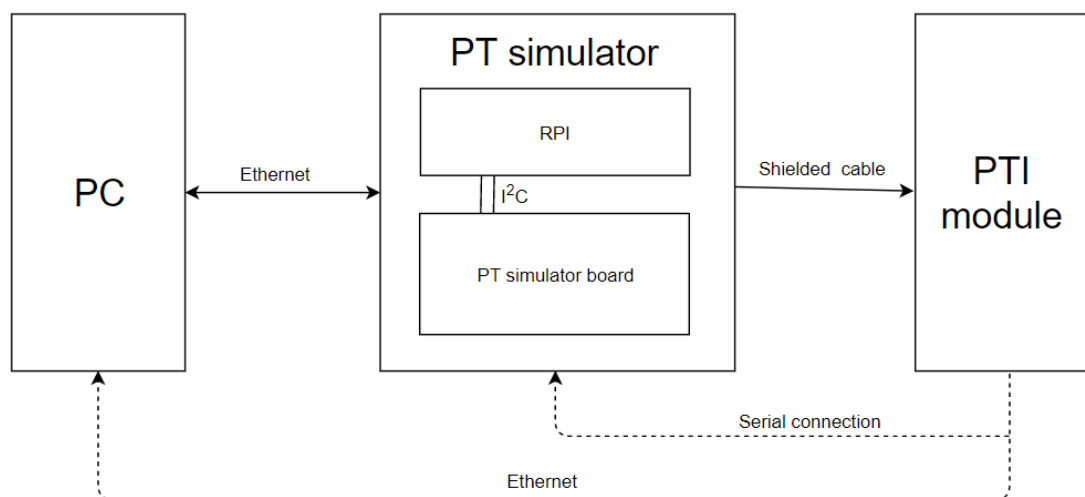 PT simulator
RPI
Ethernet
Shielded cable
PC
I²C
PTI
module
PT simulator board
Serial connection
Ethernet